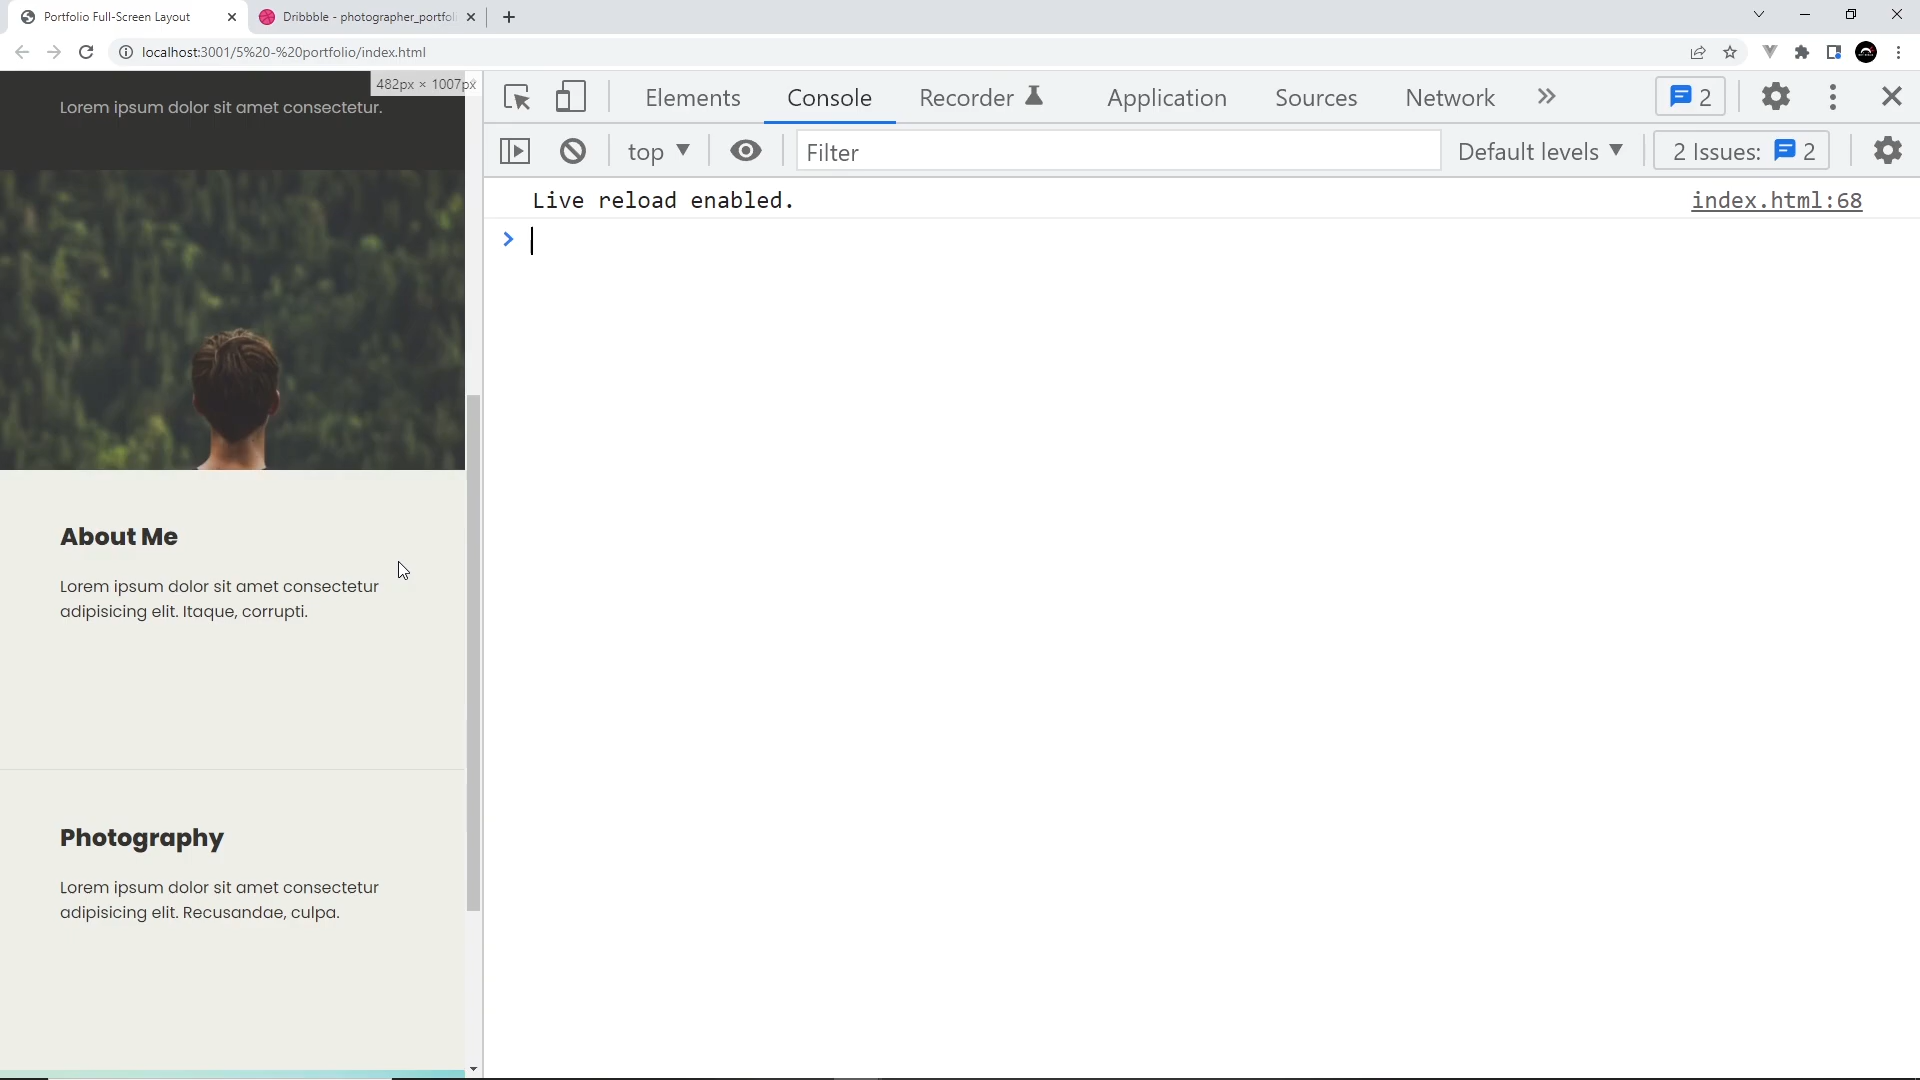 Portfolio Full-Screen Layout
Dribbble - photographer_portfoli
localhost:3001/5%20-%20portfolio/index.html
482px × 1007px
Lorem ipsum dolor sit amet consectetur.
About Me
Lorem ipsum dolor sit amet consectetur
adipisicing elit. Itaque, corrupti.
Photography
Lorem ipsum dolor sit amet consectetur
adipisicing elit. Recusandae, culpa.
Elements Console Recorder Application Sources Network 2
top Filter Default levels 2 Issues: 2
Live reload enabled. index.html:68